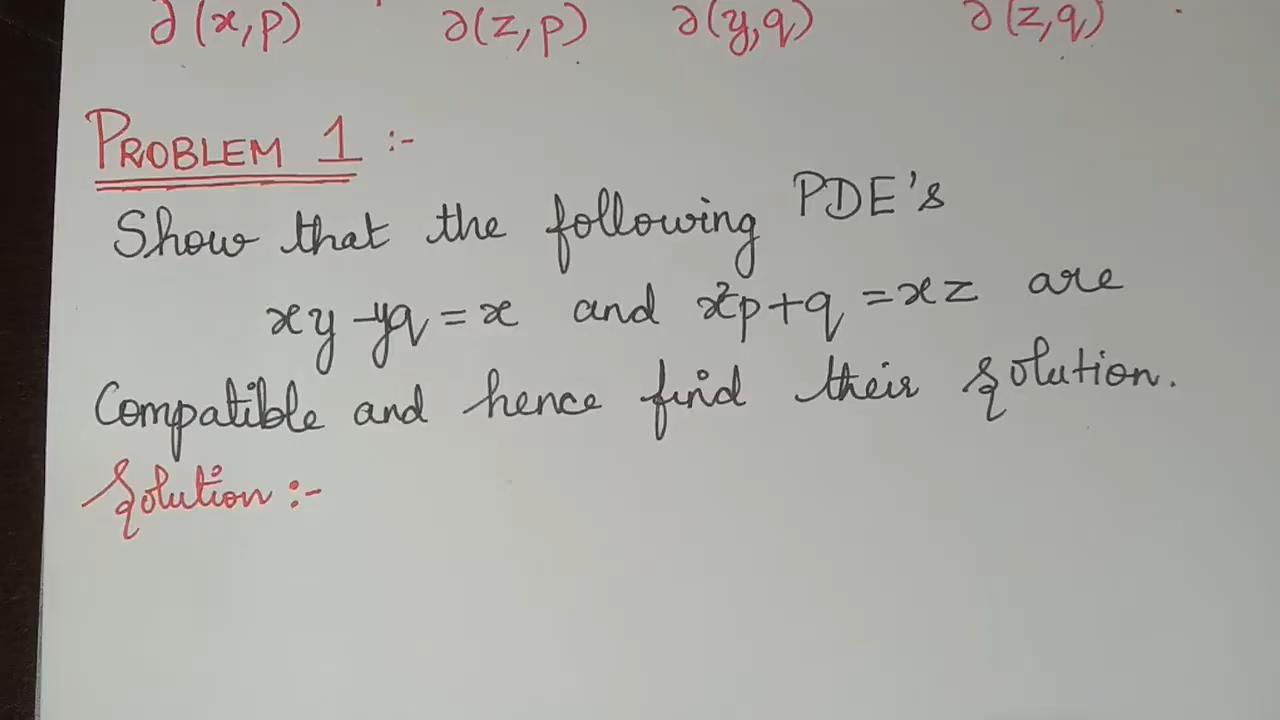 ∂(x,p) ∂(z,p) ∂(y,q) ∂(z,q) .
PROBLEM 1 :-
Show that the following PDE's
xy - yq = x and x²p + q = xz are
Compatible and hence find their solution.
Solution :-